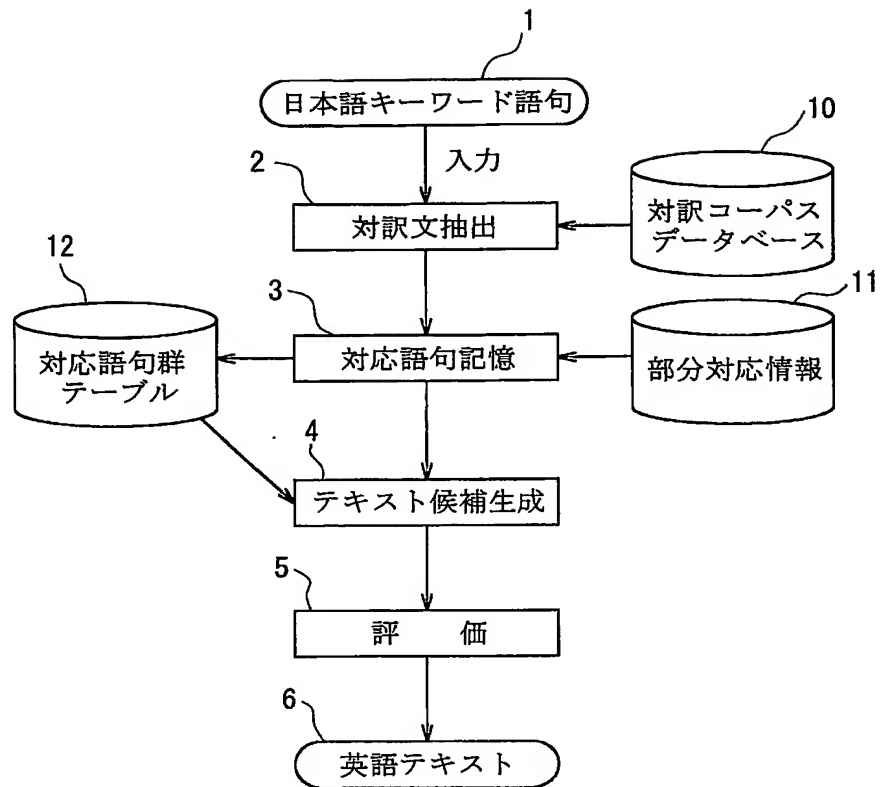 1
日本語キーワード語句
入力
10
2
対訳文抽出
対訳コーパス
データベース
12
3
11
対応語句群
テーブル
対応語句記憶
部分対応情報
4
テキスト候補生成
5
評 価
6
英語テキスト